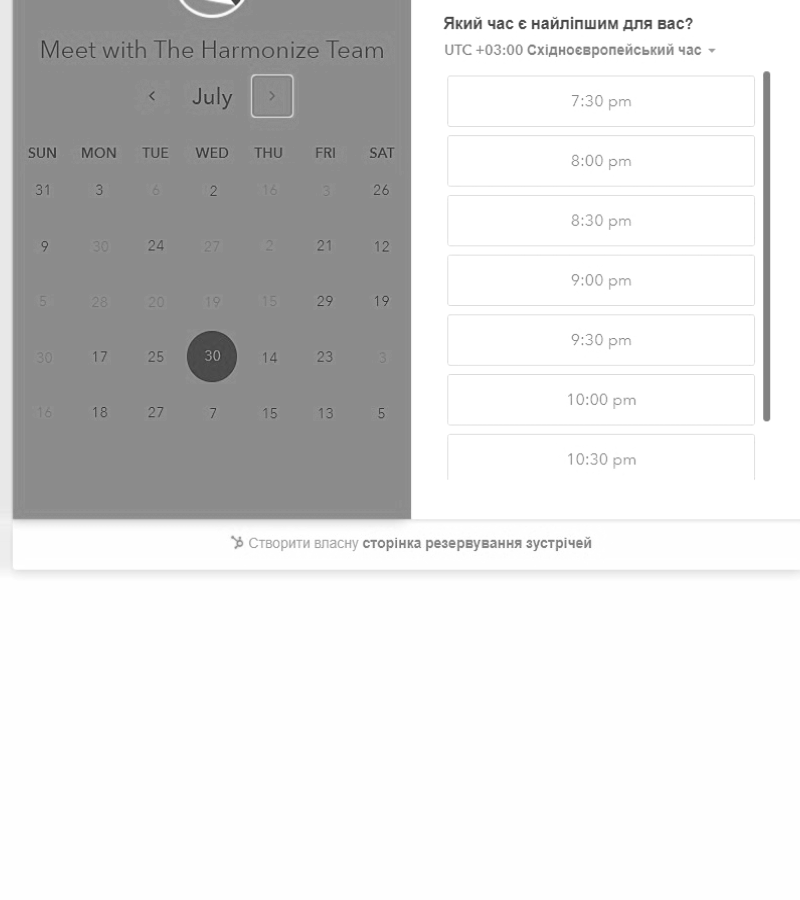 Meet with The Harmonize Team
July
SUN MON TUE WED THU FRI SAT
31 3 6 2 16 3 26
9 30 24 27 2 21 12
5 28 20 19 15 29 19
30 17 25 30 14 23 3
16 18 27 7 15 13 5
Який час є найліпшим для вас?
UTC +03:00 Східноєвропейський час
7:30 pm
8:00 pm
8:30 pm
9:00 pm
9:30 pm
10:00 pm
10:30 pm
Створити власну сторінка резервування зустрічей